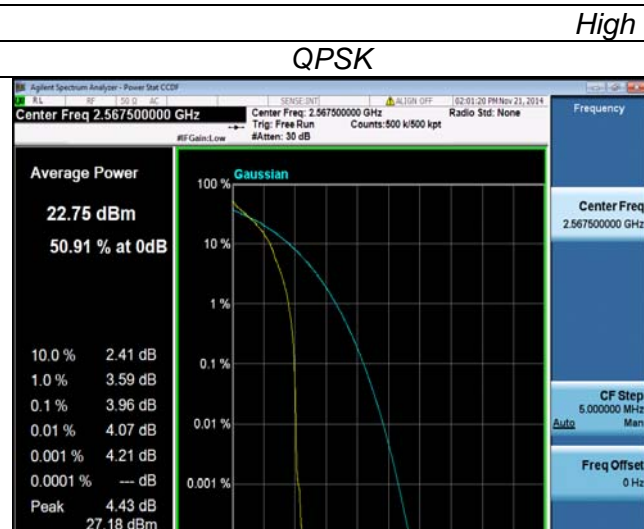 High
QPSK
Agilent Spectrum Analyzer - Power Stat CCDF
RL RF 50 Ω AC SENSE:INT ALIGN OFF 02:01:20 PM Nov 21, 2014
Center Freq 2.567500000 GHz
Center Freq: 2.567500000 GHz Radio Std: None
Trig: Free Run Counts:500 k/500 kpt
#IFGain:Low #Atten: 30 dB
Frequency
Average Power
22.75 dBm
50.91 % at 0dB
10.0 % 2.41 dB
1.0 % 3.59 dB
0.1 % 3.96 dB
0.01 % 4.07 dB
0.001 % 4.21 dB
0.0001 % --- dB
Peak 4.43 dB
27.18 dBm
Gaussian
100 %
10 %
1 %
0.1 %
0.01 %
0.001 %
Center Freq
2.567500000 GHz
CF Step
5.000000 MHz
Auto Man
Freq Offset
0 Hz